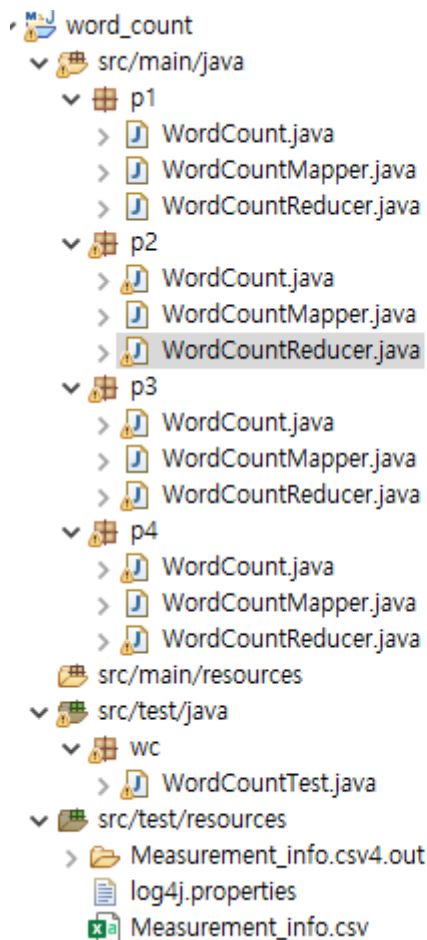 word_count
src/main/java
p1
WordCount.java
WordCountMapper.java
WordCountReducer.java
p2
WordCount.java
WordCountMapper.java
WordCountReducer.java
p3
WordCount.java
WordCountMapper.java
WordCountReducer.java
p4
WordCount.java
WordCountMapper.java
WordCountReducer.java
src/main/resources
src/test/java
wc
WordCountTest.java
src/test/resources
Measurement_info.csv4.out
log4j.properties
Measurement_info.csv